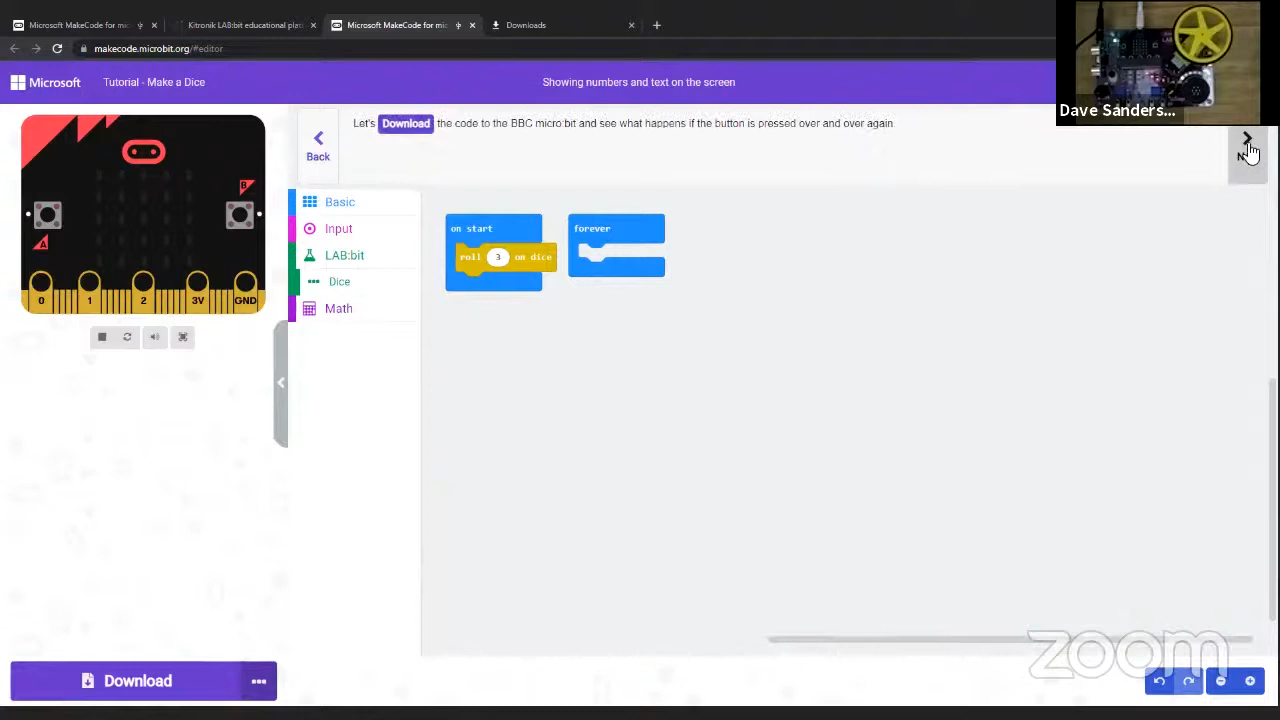 Microsoft MakeCode for mic
Kitronik LAB:bit educational plat
Microsoft MakeCode for mic
Downloads
makecode.microbit.org/#editor
Microsoft
Tutorial - Make a Dice
Showing numbers and text on the screen
Dave Sanders...
Back
Let's Download the code to the BBC micro:bit and see what happens if the button is pressed over and over again.
B
A
0 1 2 3V GND
Basic
Input
LAB:bit
Dice
Math
on start
roll 3 on dice
forever
Download
zoom